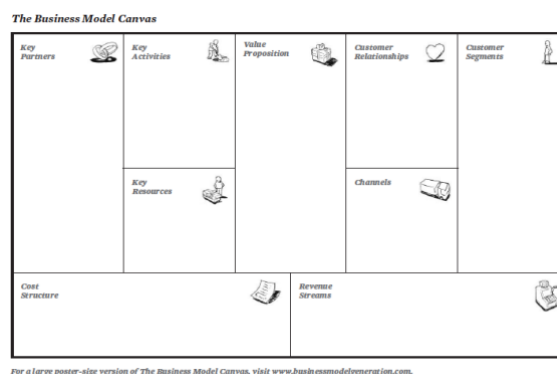 The Business Model Canvas
Key
Partners
Key
Activities
Key
Resources
Value
Proposition
Customer
Relationships
Channels
Customer
Segments
Cost
Structure
Revenue
Streams
For a large poster-size version of The Business Model Canvas, visit www.businessmodelgeneration.com.